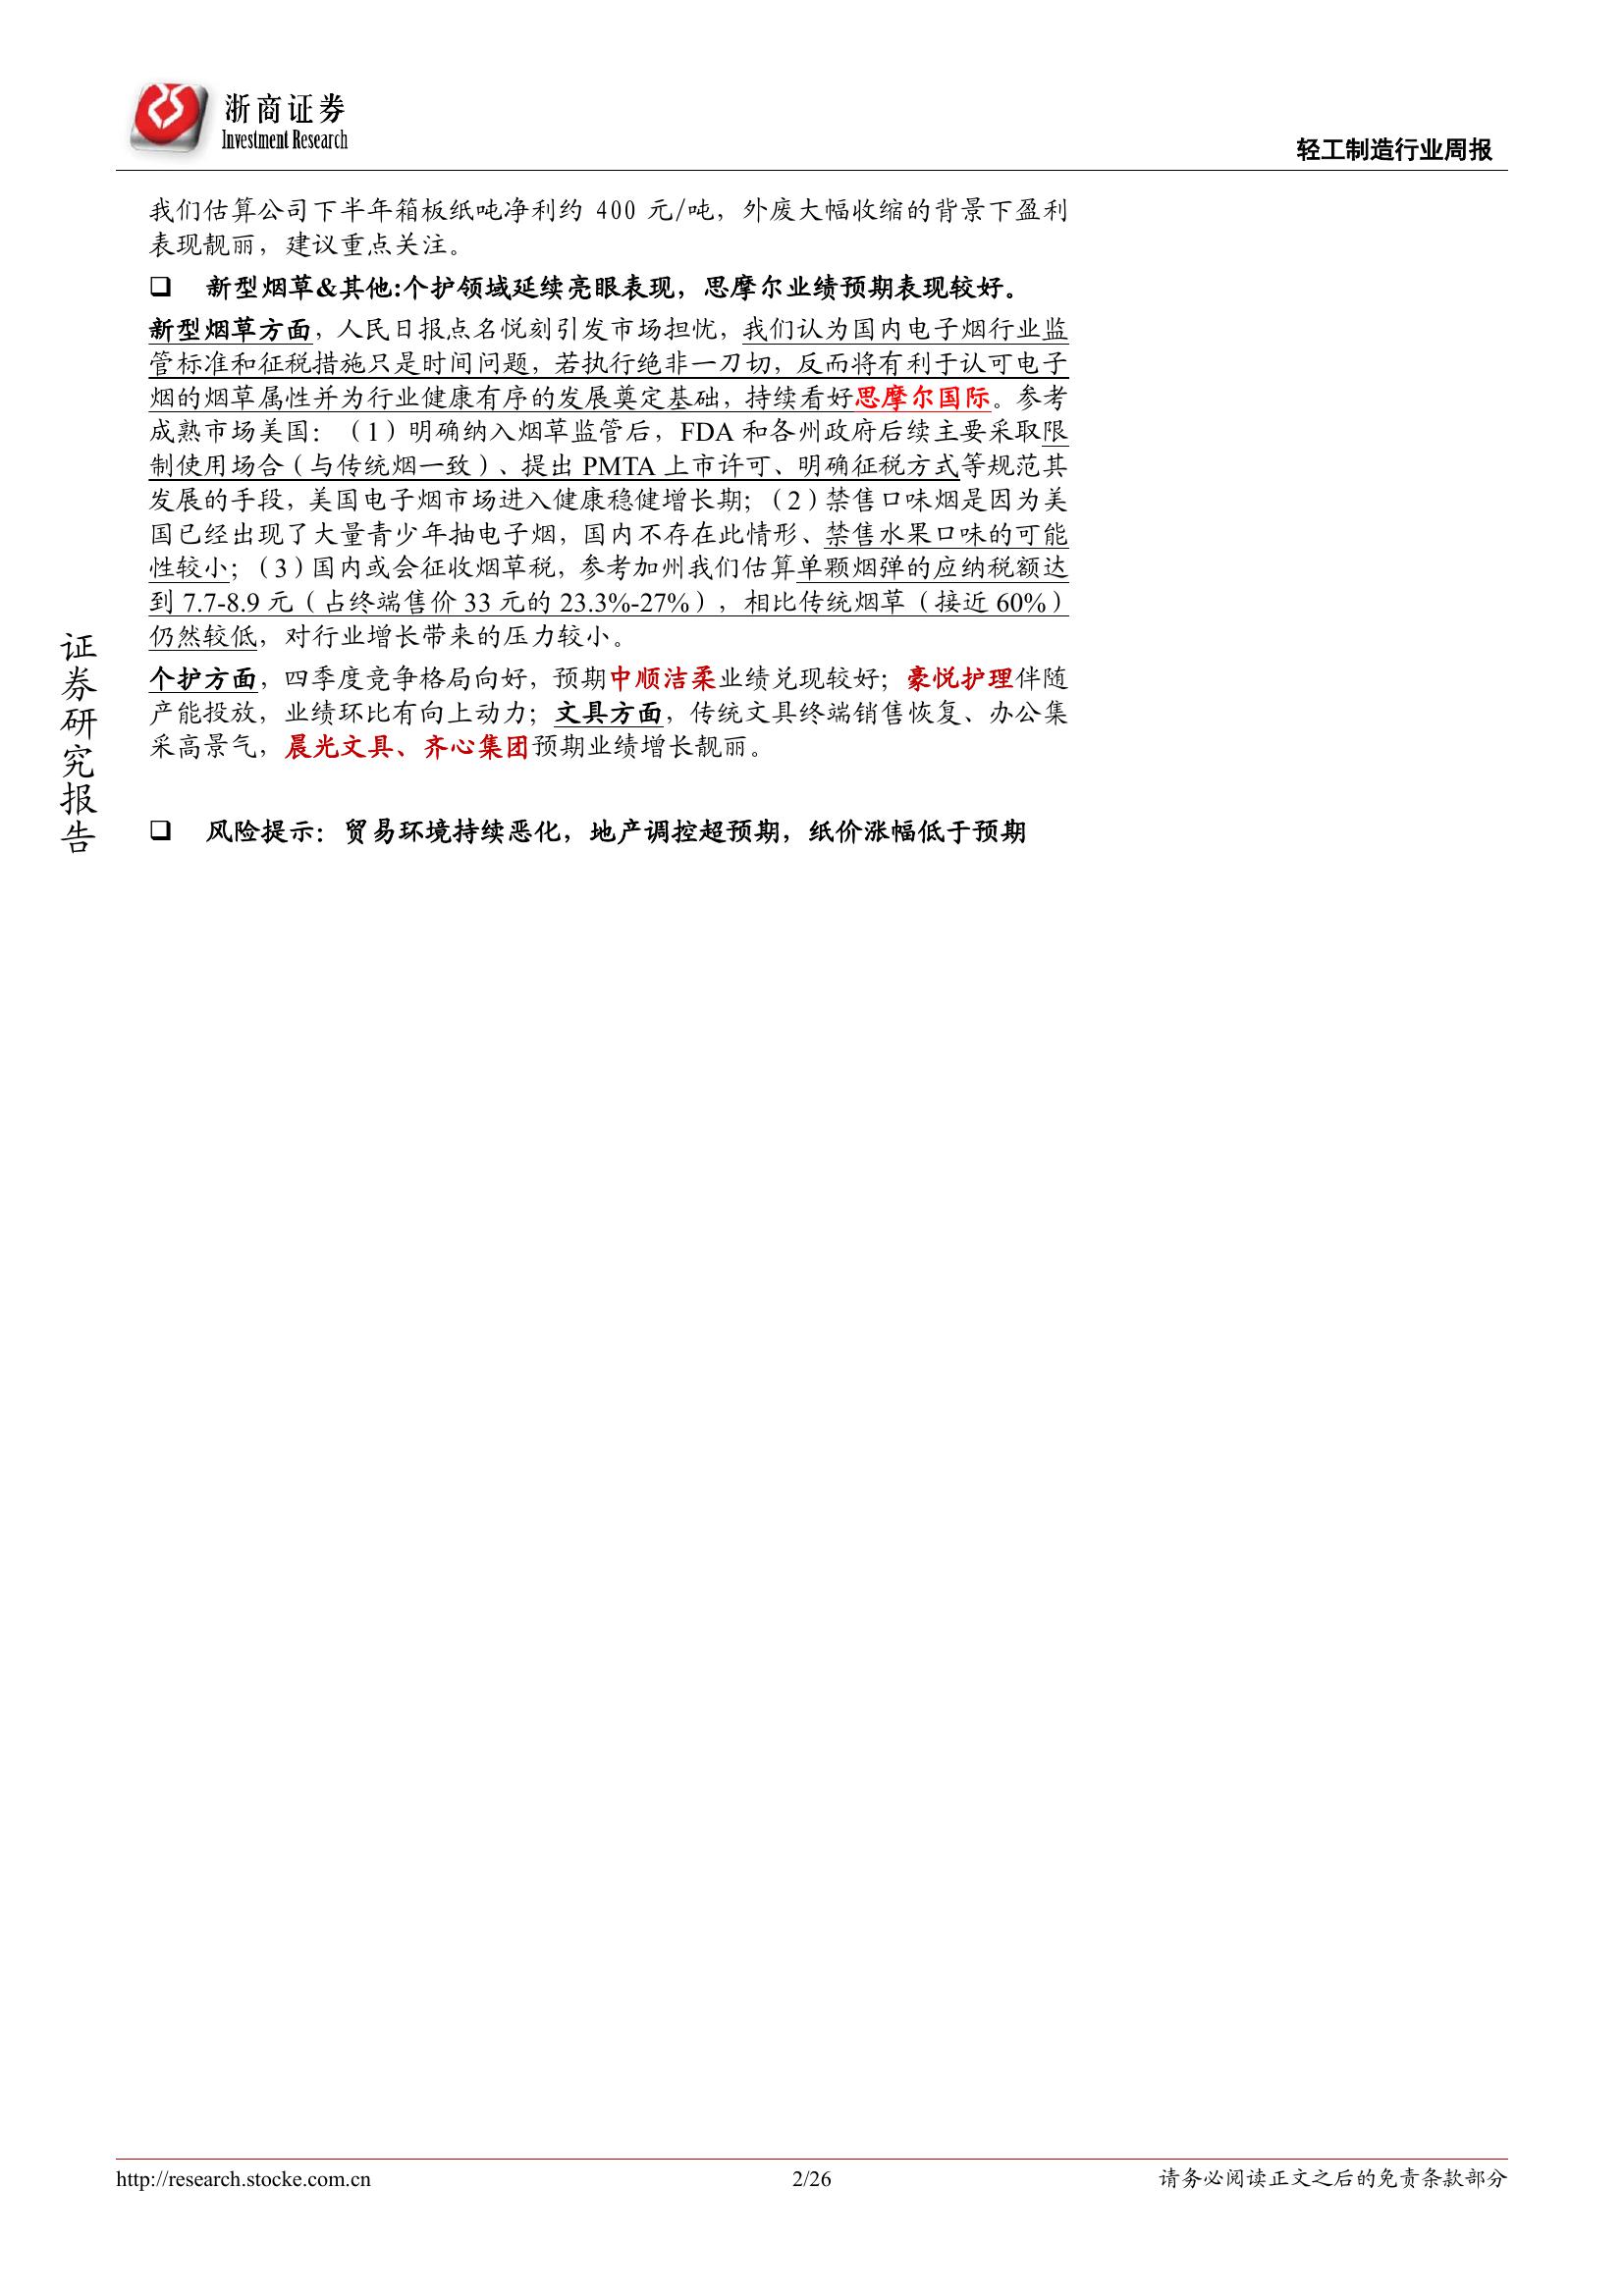 浙商证券
Investment Research
轻工制造行业周报
我们估算公司下半年箱板纸吨净利约 400 元/吨，外废大幅收缩的背景下盈利
表现靓丽，建议重点关注。
❑ 新型烟草&其他:个护领域延续亮眼表现，思摩尔业绩预期表现较好。
新型烟草方面，人民日报点名悦刻引发市场担忧，我们认为国内电子烟行业监
管标准和征税措施只是时间问题，若执行绝非一刀切，反而将有利于认可电子
烟的烟草属性并为行业健康有序的发展奠定基础，持续看好思摩尔国际。参考
成熟市场美国：（1）明确纳入烟草监管后，FDA 和各州政府后续主要采取限
制使用场合（与传统烟一致）、提出 PMTA 上市许可、明确征税方式等规范其
发展的手段，美国电子烟市场进入健康稳健增长期；（2）禁售口味烟是因为美
国已经出现了大量青少年抽电子烟，国内不存在此情形、禁售水果口味的可能
性较小；（3）国内或会征收烟草税，参考加州我们估算单颗烟弹的应纳税额达
到 7.7-8.9 元（占终端售价 33 元的 23.3%-27%），相比传统烟草（接近 60%）
仍然较低，对行业增长带来的压力较小。
个护方面，四季度竞争格局向好，预期中顺洁柔业绩兑现较好；豪悦护理伴随
产能投放，业绩环比有向上动力；文具方面，传统文具终端销售恢复、办公集
采高景气，晨光文具、齐心集团预期业绩增长靓丽。
❑ 风险提示：贸易环境持续恶化，地产调控超预期，纸价涨幅低于预期
证券研究报告
http://research.stocke.com.cn
2/26
请务必阅读正文之后的免责条款部分